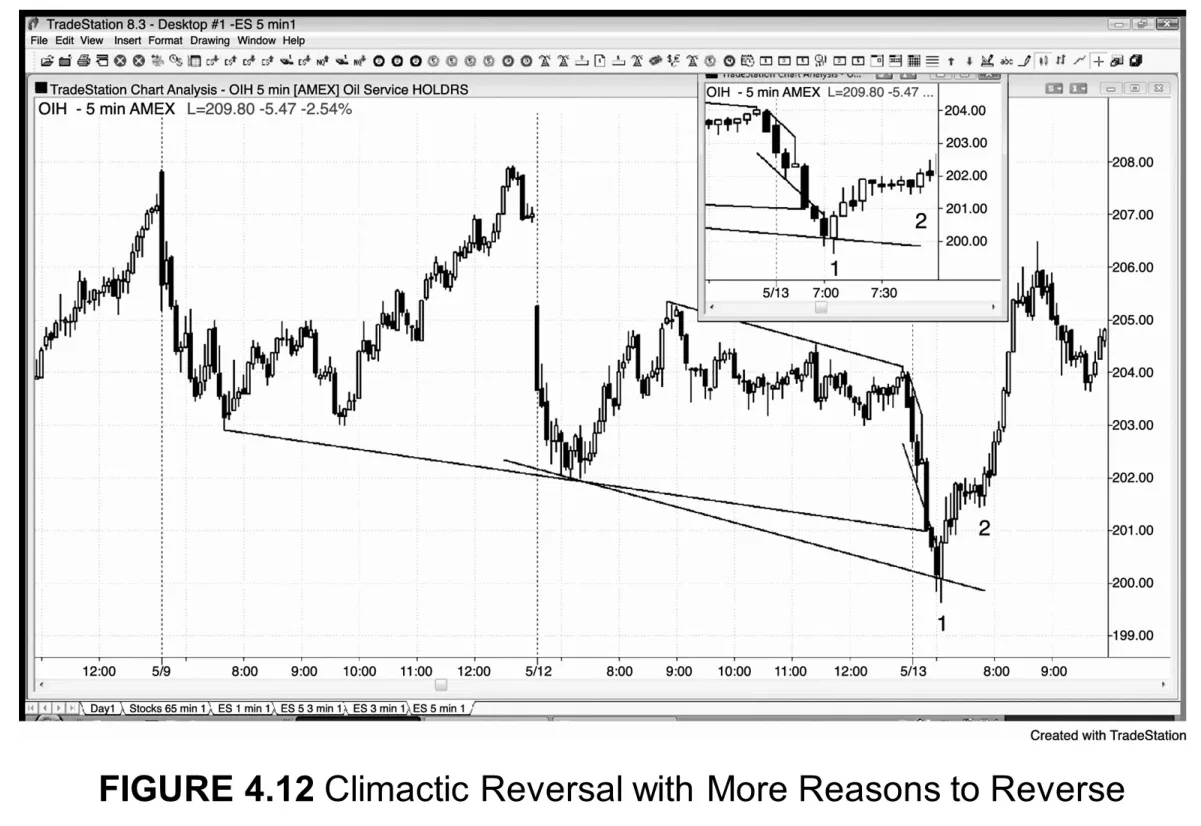 TradeStation 8.3 - Desktop #1 -ES 5 min1
File Edit View Insert Format Drawing Window Help
TradeStation Chart Analysis - OIH 5 min [AMEX] Oil Service HOLDRS
OIH - 5 min AMEX L=209.80 -5.47 -2.54%
TradeStation Chart Analysis - O...
OIH - 5 min AMEX L=209.80 -5.47 ...
204.00
203.00
202.00
201.00
200.00
2
1
5/13 7:00 7:30
208.00
207.00
206.00
205.00
204.00
203.00
202.00
201.00
200.00
199.00
2
1
12:00 5/9 8:00 9:00 10:00 11:00 12:00 5/12 8:00 9:00 10:00 11:00 12:00 5/13 8:00 9:00
Day1 Stocks 65 min 1 ES 1 min 1 ES 5 3 min 1 ES 3 min 1 ES 5 min 1
Created with TradeStation
FIGURE 4.12 Climactic Reversal with More Reasons to Reverse